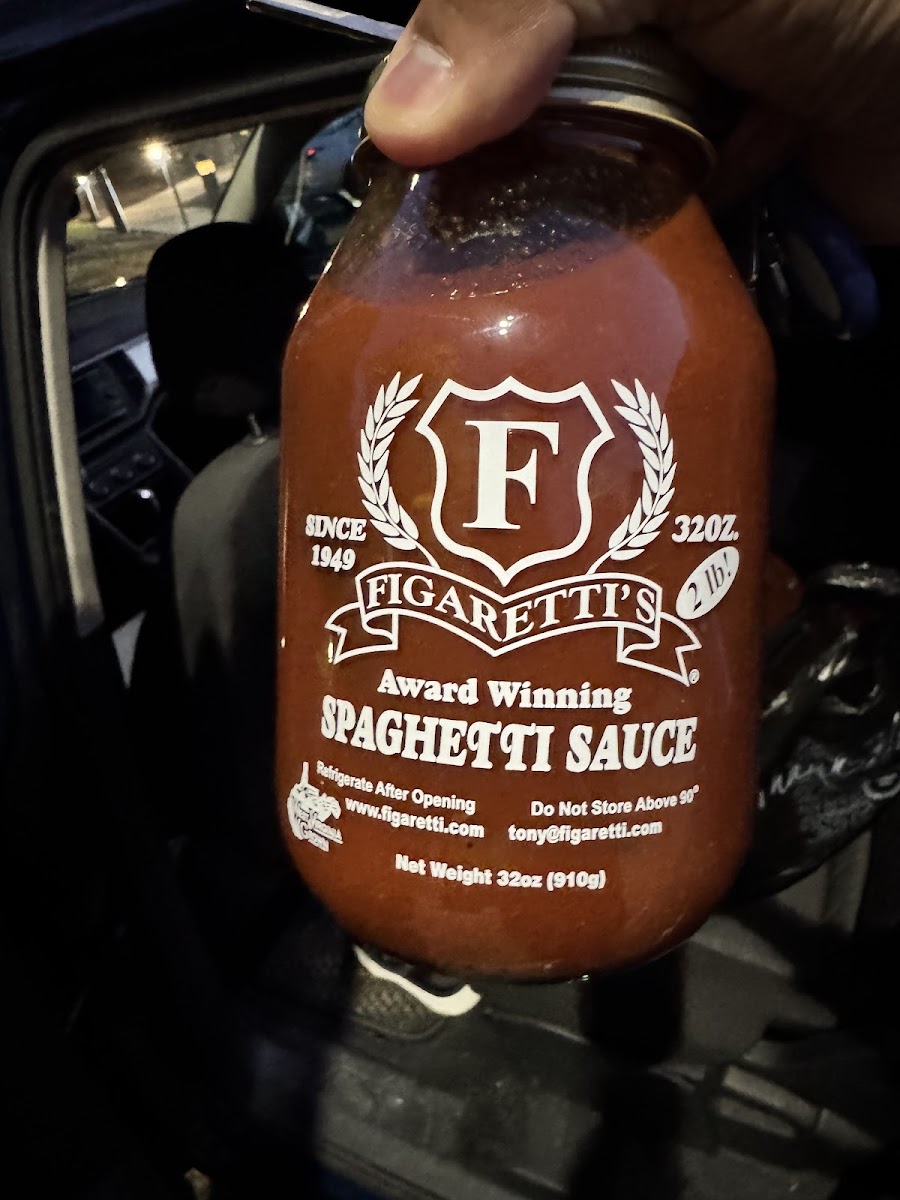 F
SINCE
1949
32OZ.
2 lb!
FIGARETTI'S
®
Award Winning
SPAGHETTI SAUCE
Refrigerate After Opening
Do Not Store Above 90°
www.figaretti.com
tony@figaretti.com
Net Weight 32oz (910g)